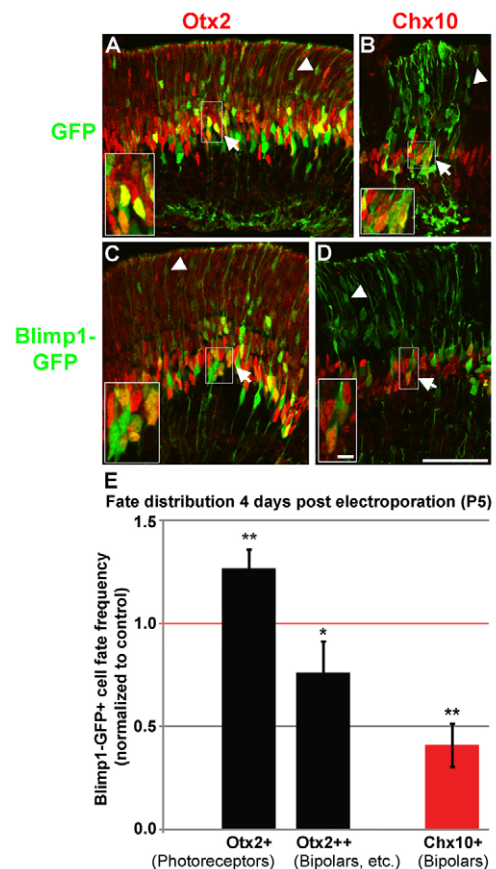 Otx2
Chx10
A
B
GFP
C
D
Blimp1-
GFP
E
Fate distribution 4 days post electroporation (P5)
Blimp1-GFP+ cell fate frequency
(normalized to control)
1.5
1.0
0.5
0.0
**
*
**
Otx2+
(Photoreceptors)
Otx2++
(Bipolars, etc.)
Chx10+
(Bipolars)